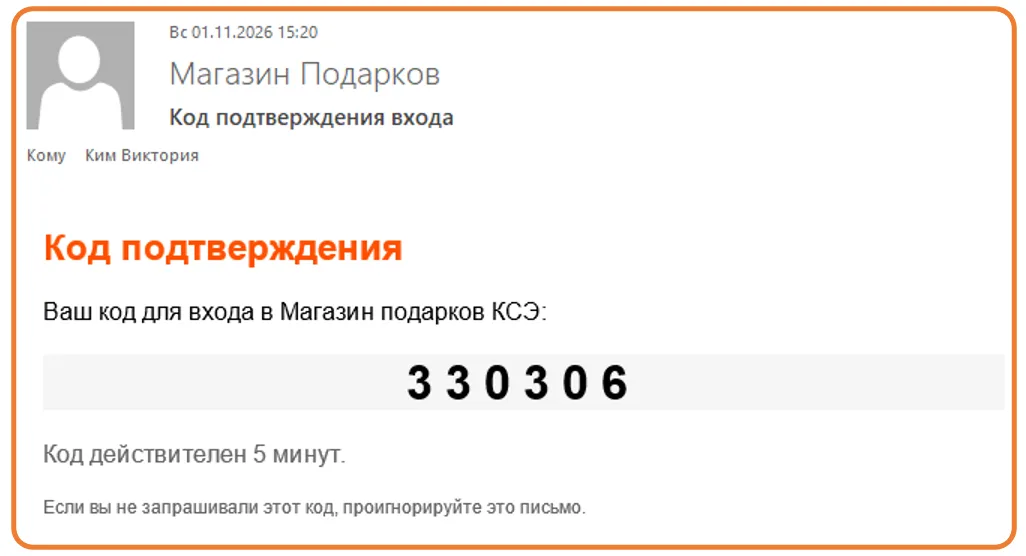 Вс 01.11.2026 15:20
Магазин Подарков
Код подтверждения входа
Кому Ким Виктория
Код подтверждения
Ваш код для входа в Магазин подарков КСЭ:
3 3 0 3 0 6
Код действителен 5 минут.
Если вы не запрашивали этот код, проигнорируйте это письмо.